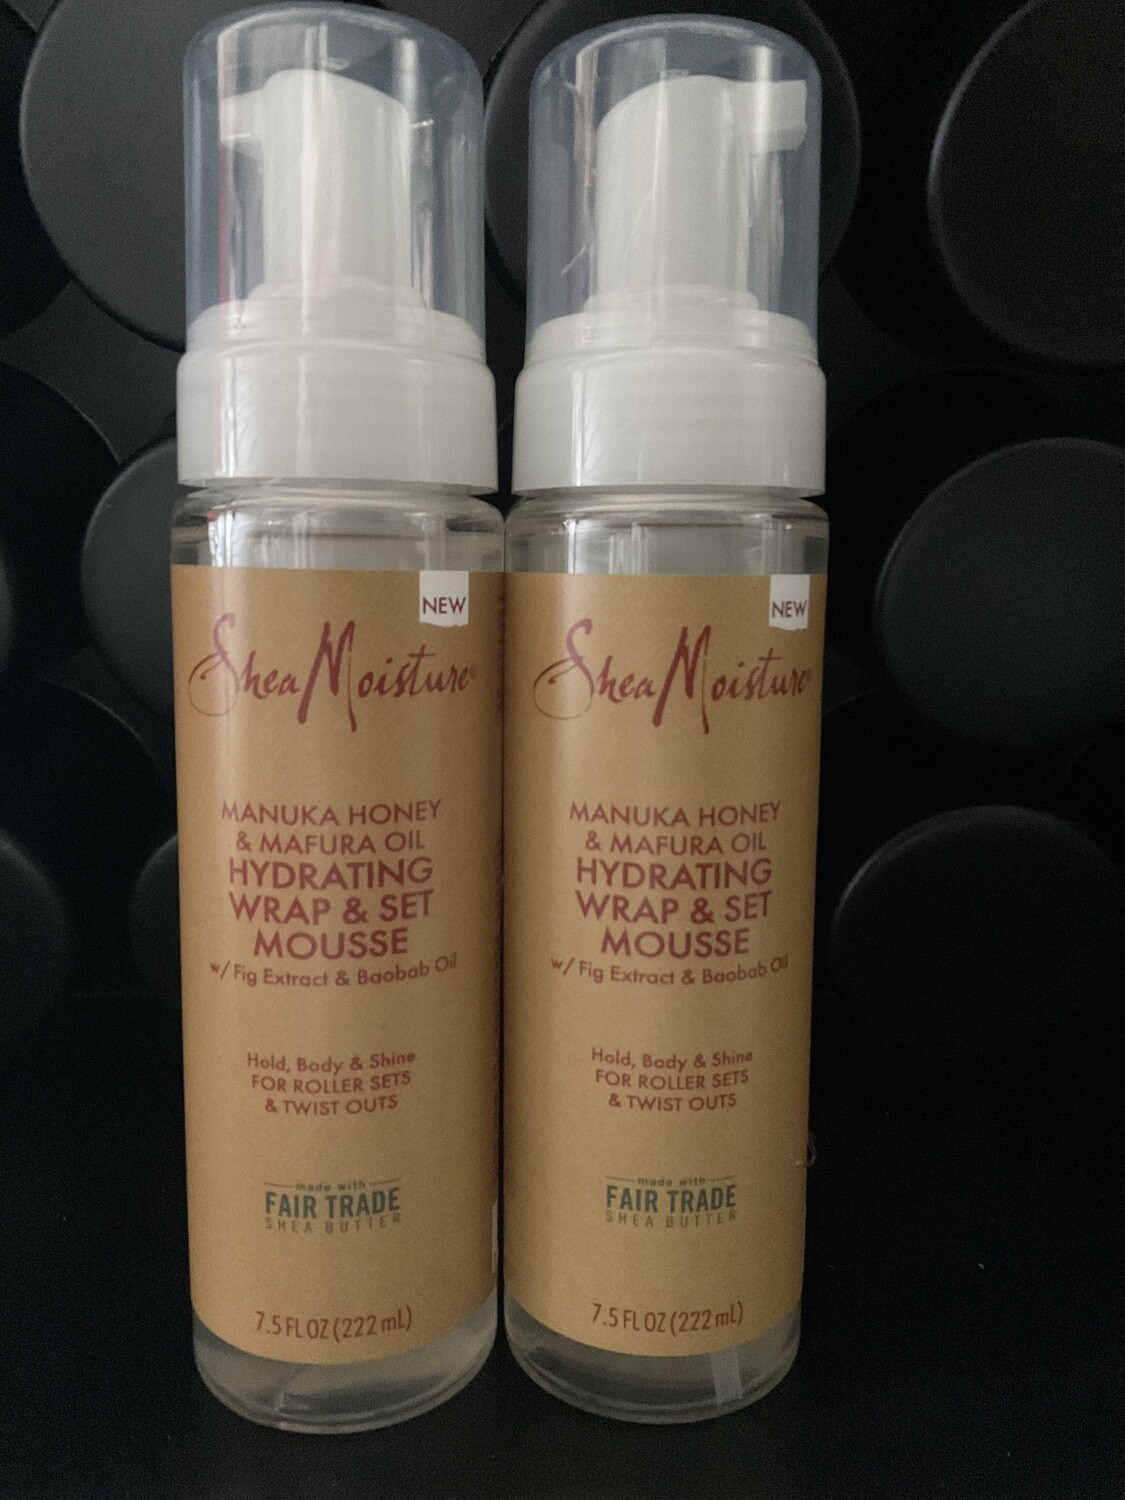 NEW
SheaMoisture®
MANUKA HONEY
& MAFURA OIL
HYDRATING
WRAP & SET
MOUSSE
w/ Fig Extract & Baobab Oil
Hold, Body & Shine
FOR ROLLER SETS
& TWIST OUTS
made with
FAIR TRADE
SHEA BUTTER
7.5 FL OZ (222 mL)
NEW
SheaMoisture®
MANUKA HONEY
& MAFURA OIL
HYDRATING
WRAP & SET
MOUSSE
w/ Fig Extract & Baobab Oil
Hold, Body & Shine
FOR ROLLER SETS
& TWIST OUTS
made with
FAIR TRADE
SHEA BUTTER
7.5 FL OZ (222 mL)